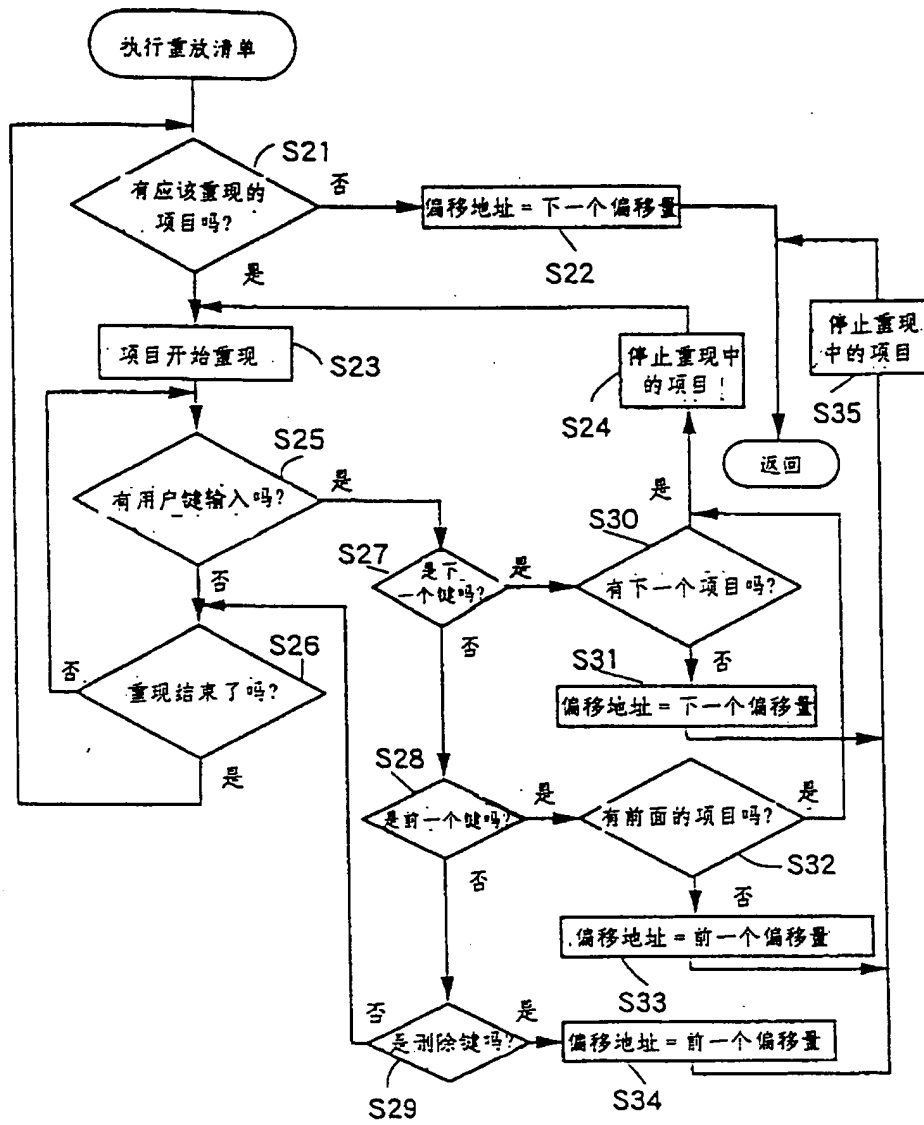 执行重放清单
S21
有应该重现的
项目吗?
否
偏移地址=下一个偏移量
S22
是
项目开始重现
S23
停止重现中
的项目!
S24
停止重现
中的项目
S35
返回
S25
有用户键输入吗?
是
否
S26
重现结束了吗?
否
是
S27
是下
一个键吗?
是
否
S30
有下一个项目吗?
是
否
S31
偏移地址=下一个偏移量
S28
是前一个键吗?
是
否
有前面的项目吗?
是
S32
否
偏移地址=前一个偏移量
S33
否
是删除键吗?
是
S29
偏移地址=前一个偏移量
S34